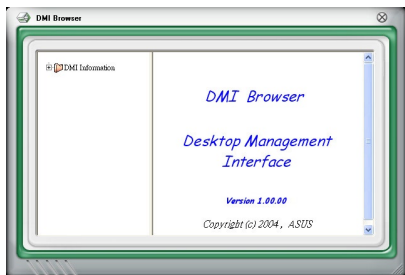 DMI Browser
DMI Information
DMI Browser
Desktop Management
Interface
Version 1.00.00
Copyright (c) 2004, ASUS